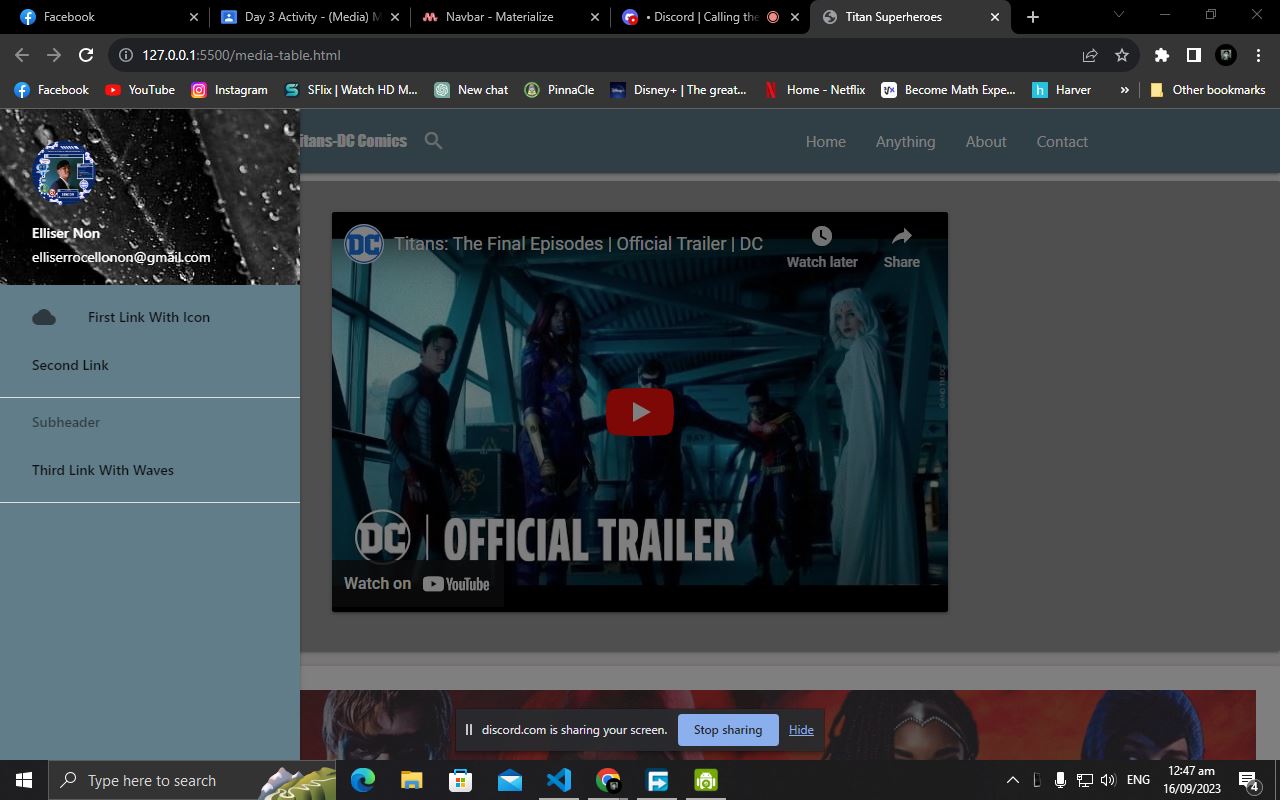 Facebook
Day 3 Activity - (Media) M
Navbar - Materialize
• Discord | Calling the
Titan Superheroes
127.0.0.1:5500/media-table.html
Facebook
YouTube
Instagram
SFlix | Watch HD M...
New chat
PinnaCle
Disney+ | The great...
Home - Netflix
Become Math Expe...
Harver
»
Other bookmarks
itans-DC Comics
Home
Anything
About
Contact
Elliser Non
elliserrocellonon@gmail.com
First Link With Icon
Second Link
Subheader
Third Link With Waves
DC
Titans: The Final Episodes | Official Trailer | DC
Watch later
Share
DC | OFFICIAL TRAILER
Watch on YouTube
discord.com is sharing your screen.
Stop sharing
Hide
Type here to search
ENG
12:47 am
16/09/2023
4